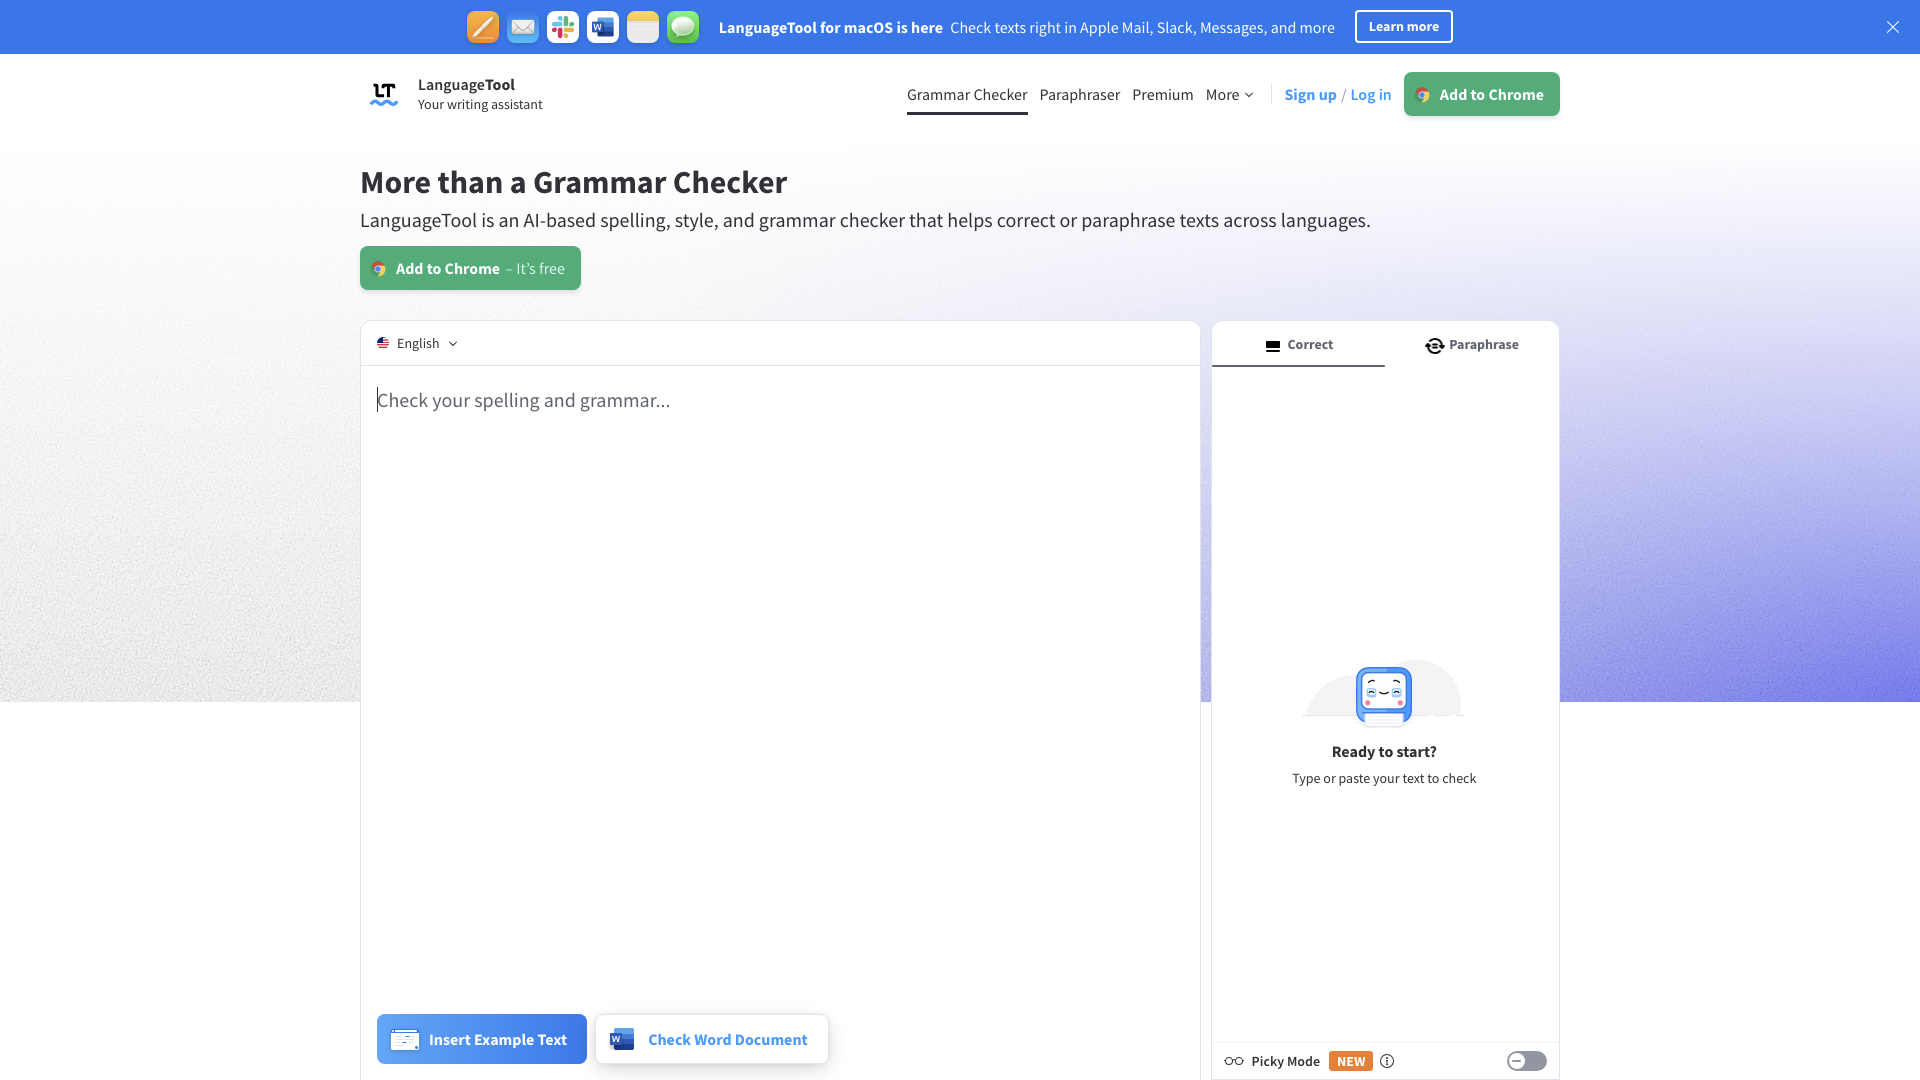 LanguageTool for macOS is here Check texts right in Apple Mail, Slack, Messages, and more Learn more
LanguageTool
Your writing assistant
Grammar Checker Paraphraser Premium More Sign up / Log in Add to Chrome
More than a Grammar Checker
LanguageTool is an AI-based spelling, style, and grammar checker that helps correct or paraphrase texts across languages.
Add to Chrome – It’s free
English
Correct Paraphrase
Check your spelling and grammar...
Ready to start?
Type or paste your text to check
Insert Example Text Check Word Document
Picky Mode NEW